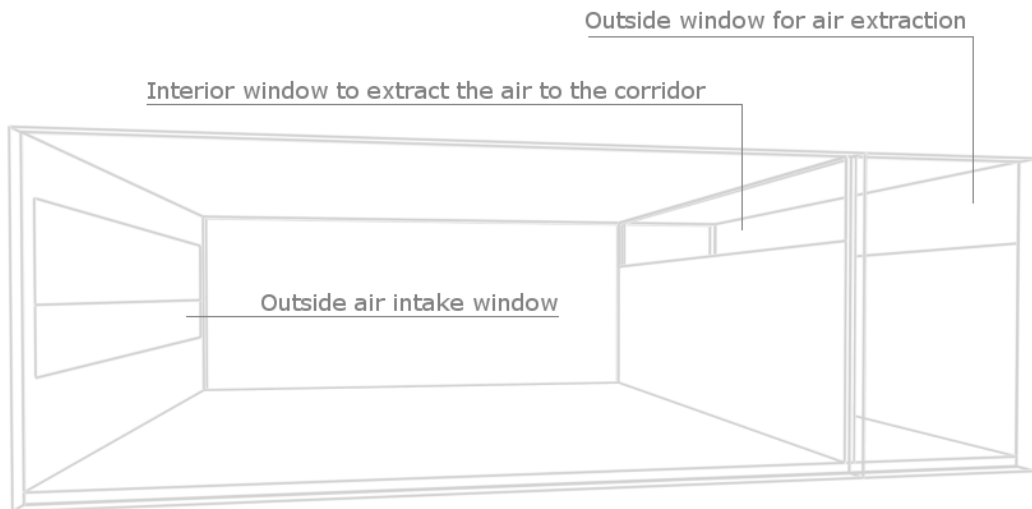 Outside window for air extraction
Interior window to extract the air to the corridor
Outside air intake window